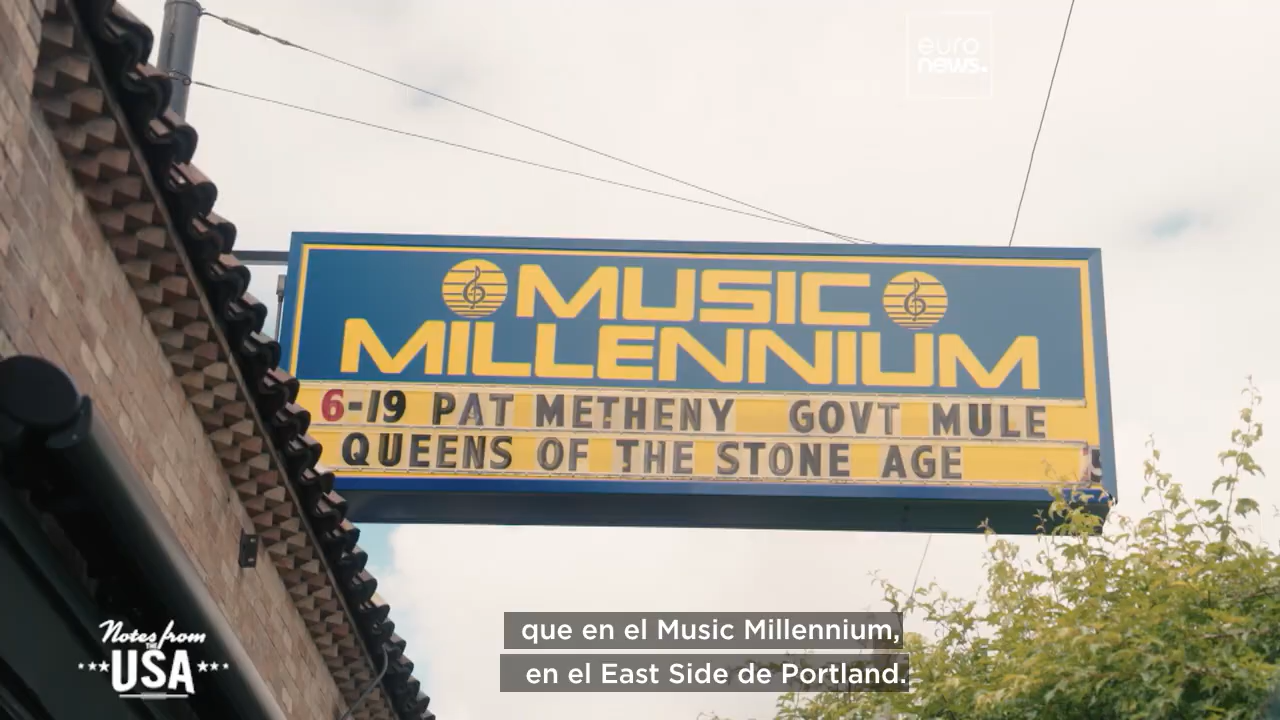 euro
news.
MUSIC
MILLENNIUM
6-19 PAT METHENY GOVT MULE
QUEENS OF THE STONE AGE
Notes from
THE
USA
que en el Music Millennium,
en el East Side de Portland.